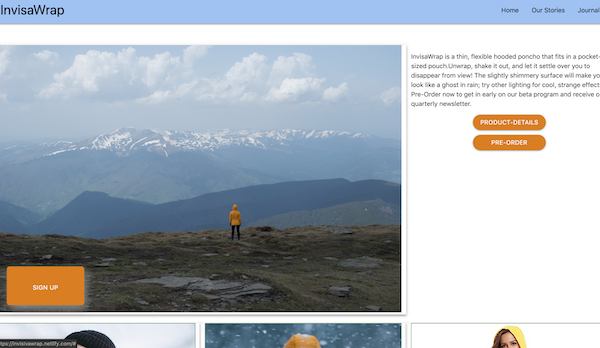 InvisaWrap
Home Our Stories Journal
InvisaWrap is a thin, flexible hooded poncho that fits in a pocket-
sized pouch.Unwrap, shake it out, and let it settle over you to
disappear from view! The slightly shimmery surface will make yo
look like a ghost in rain; try other lighting for cool, strange effect
Pre-Order now to get in early on our beta program and receive o
quarterly newsletter.
PRODUCT-DETAILS
PRE-ORDER
SIGN UP
ttps://invisivawrap.netlify.com/#